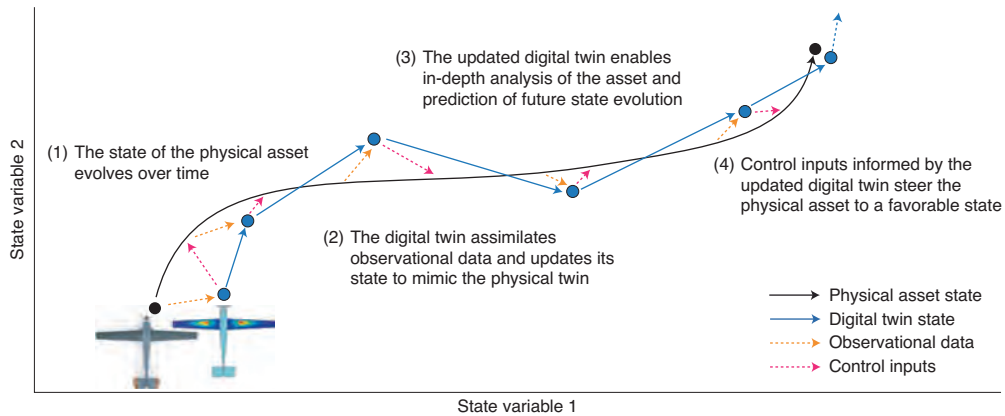 (3) The updated digital twin enables
in-depth analysis of the asset and
prediction of future state evolution
(1) The state of the physical asset
evolves over time
(4) Control inputs informed by the
updated digital twin steer the
physical asset to a favorable state
(2) The digital twin assimilates
observational data and updates its
state to mimic the physical twin
Physical asset state
Digital twin state
Observational data
Control inputs
State variable 2
State variable 1